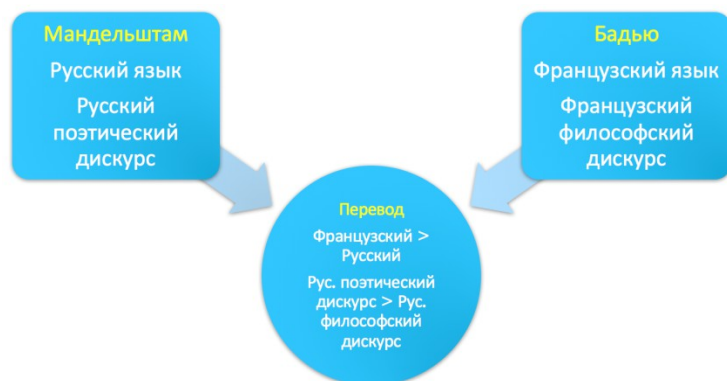 Мандельштам
Русский язык
Русский
поэтический
дискурс
Бадью
Французский язык
Французский
философский
дискурс
Перевод
Французский >
Русский
Рус. поэтический
дискурс > Рус.
философский
дискурс